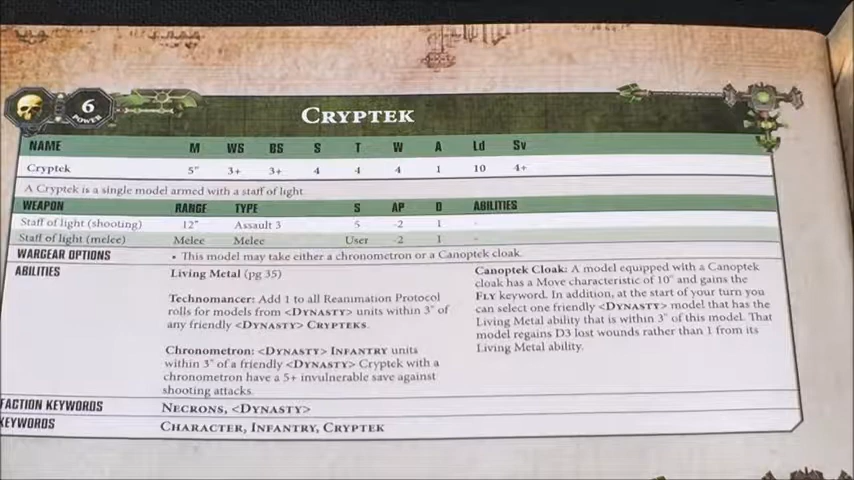 6
POWER
CRYPTEK
NAME M WS BS S T W A Ld Sv
Cryptek 5" 3+ 3+ 4 4 4 1 10 4+
A Cryptek is a single model armed with a staff of light.
WEAPON RANGE TYPE S AP D ABILITIES
Staff of light (shooting) 12" Assault 3 5 -2 1 -
Staff of light (melee) Melee Melee User -2 1 -
WARGEAR OPTIONS • This model may take either a chronometron or a Canoptek cloak.
ABILITIES
Living Metal (pg 35)
Technomancer: Add 1 to all Reanimation Protocol
rolls for models from <DYNASTY> units within 3" of
any friendly <DYNASTY> CRYPTEKS.
Chronometron: <DYNASTY> INFANTRY units
within 3" of a friendly <DYNASTY> Cryptek with a
chronometron have a 5+ invulnerable save against
shooting attacks.
Canoptek Cloak: A model equipped with a Canoptek
cloak has a Move characteristic of 10" and gains the
FLY keyword. In addition, at the start of your turn you
can select one friendly <DYNASTY> model that has the
Living Metal ability that is within 3" of this model. That
model regains D3 lost wounds rather than 1 from its
Living Metal ability.
FACTION KEYWORDS NECRONS, <DYNASTY>
KEYWORDS CHARACTER, INFANTRY, CRYPTEK